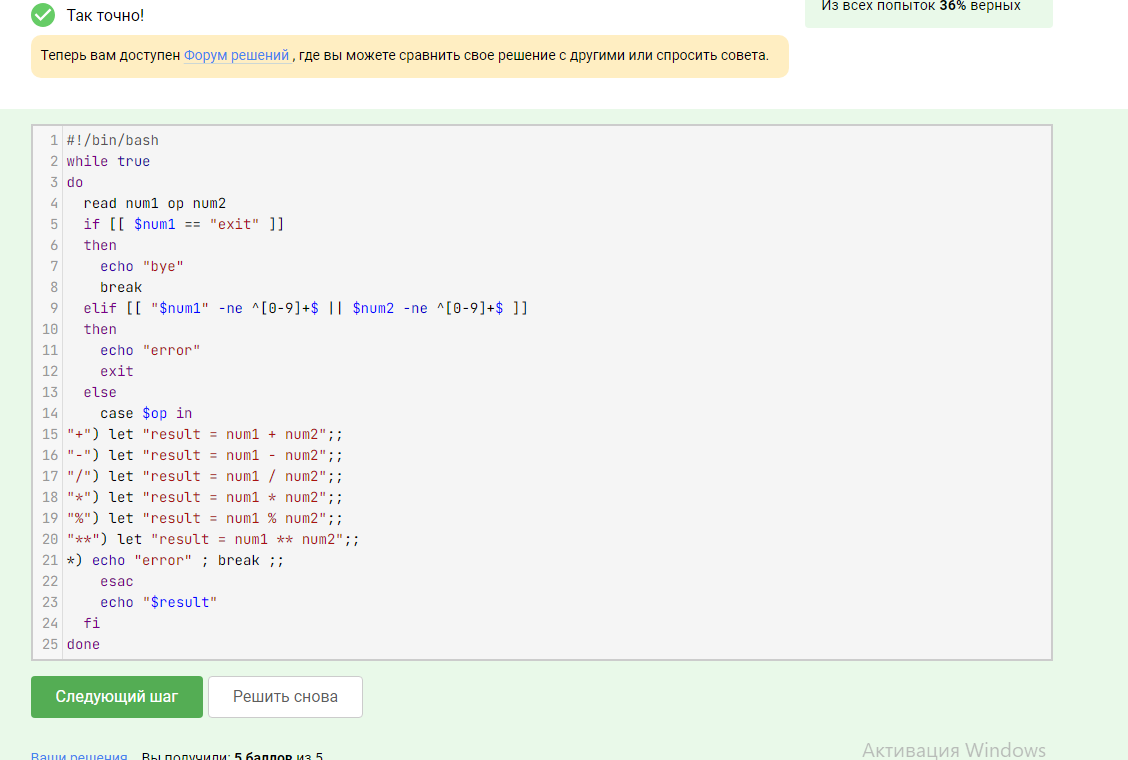 Так точно!
Из всех попыток 36% верных
Теперь вам доступен Форум решений , где вы можете сравнить свое решение с другими или спросить совета.
1 #!/bin/bash
2 while true
3 do
4   read num1 op num2
5   if [[ $num1 == "exit" ]]
6   then
7     echo "bye"
8     break
9   elif [[ "$num1" -ne ^[0-9]+$ || $num2 -ne ^[0-9]+$ ]]
10   then
11     echo "error"
12     exit
13   else
14     case $op in
15 "+") let "result = num1 + num2";;
16 "-") let "result = num1 - num2";;
17 "/") let "result = num1 / num2";;
18 "*") let "result = num1 * num2";;
19 "%") let "result = num1 % num2";;
20 "**") let "result = num1 ** num2";;
21 *) echo "error" ; break ;;
22     esac
23     echo "$result"
24   fi
25 done
Следующий шаг Решить снова
Активация Windows
Ваши решения Вы получили: 5 баллов из 5